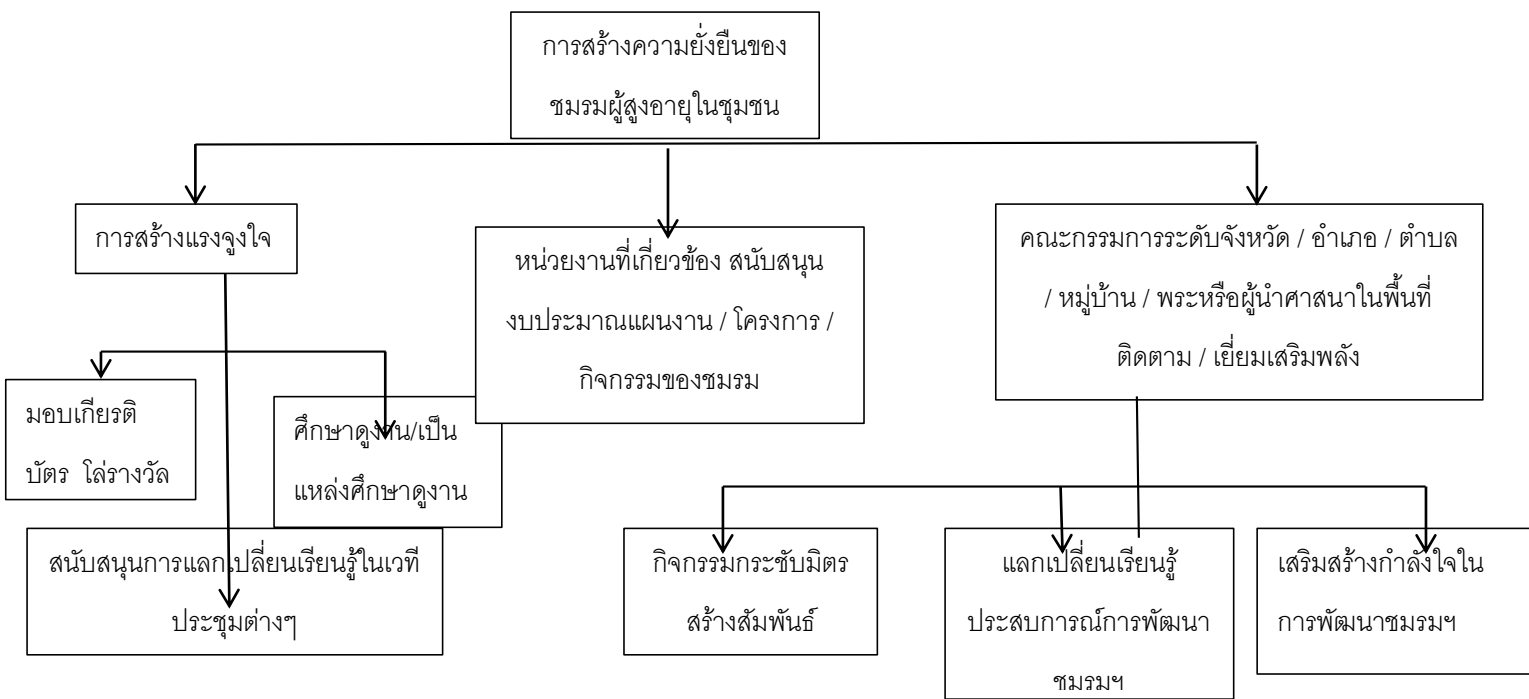 การสร้างความยั่งยืนของ
ชมรมผู้สูงอายุในชุมชน
การสร้างแรงจูงใจ
หน่วยงานที่เกี่ยวข้อง สนับสนุน
งบประมาณแผนงาน / โครงการ /
กิจกรรมของชมรม
คณะกรรมการระดับจังหวัด / อำเภอ / ตำบล
/ หมู่บ้าน / พระหรือผู้นำศาสนาในพื้นที่
ติดตาม / เยี่ยมเสริมพลัง
มอบเกียรติ
บัตร โล่รางวัล
ศึกษาดูงาน/เป็น
แหล่งศึกษาดูงาน
สนับสนุนการแลกเปลี่ยนเรียนรู้ในเวที
ประชุมต่างๆ
กิจกรรมกระชับมิตร
สร้างสัมพันธ์
แลกเปลี่ยนเรียนรู้
ประสบการณ์การพัฒนา
ชมรมฯ
เสริมสร้างกำลังใจใน
การพัฒนาชมรมฯ